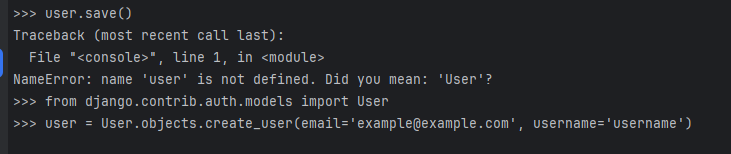 >>> user.save()
Traceback (most recent call last):
  File "<console>", line 1, in <module>
NameError: name 'user' is not defined. Did you mean: 'User'?
>>> from django.contrib.auth.models import User
>>> user = User.objects.create_user(email='example@example.com', username='username')